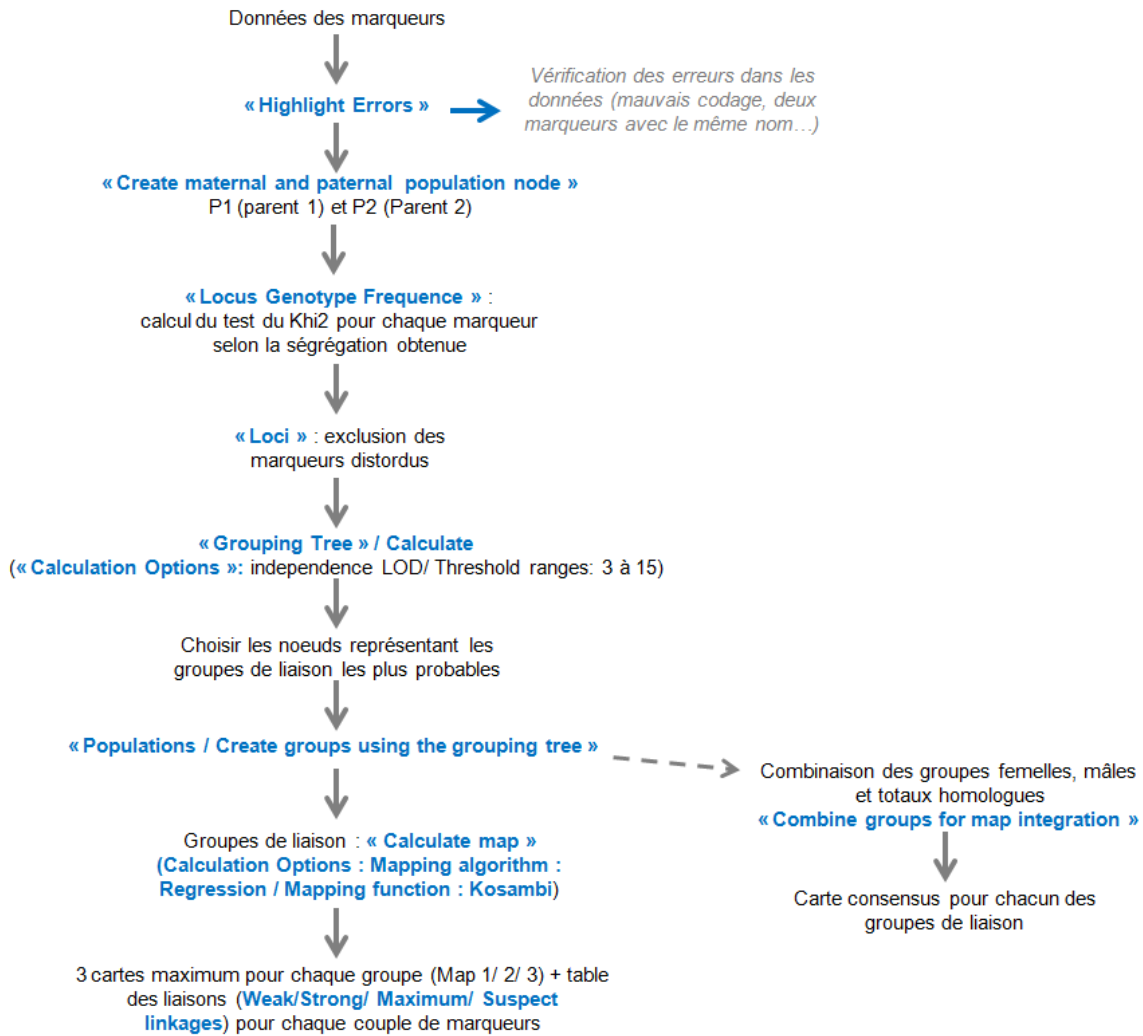 Données des marqueurs
« Highlight Errors »
Vérification des erreurs dans les
données (mauvais codage, deux
marqueurs avec le même nom…)
« Create maternal and paternal population node »
P1 (parent 1) et P2 (Parent 2)
« Locus Genotype Frequence » :
calcul du test du Khi2 pour chaque marqueur
selon la ségrégation obtenue
« Loci » : exclusion des
marqueurs distordus
« Grouping Tree » / Calculate
(« Calculation Options »: independence LOD/ Threshold ranges: 3 à 15)
Choisir les noeuds représentant les
groupes de liaison les plus probables
« Populations / Create groups using the grouping tree »
Groupes de liaison : « Calculate map »
(Calculation Options : Mapping algorithm :
Regression / Mapping function : Kosambi)
3 cartes maximum pour chaque groupe (Map 1/ 2/ 3) + table
des liaisons (Weak/Strong/ Maximum/ Suspect
linkages) pour chaque couple de marqueurs
Combinaison des groupes femelles, mâles
et totaux homologues
« Combine groups for map integration »
Carte consensus pour chacun des
groupes de liaison